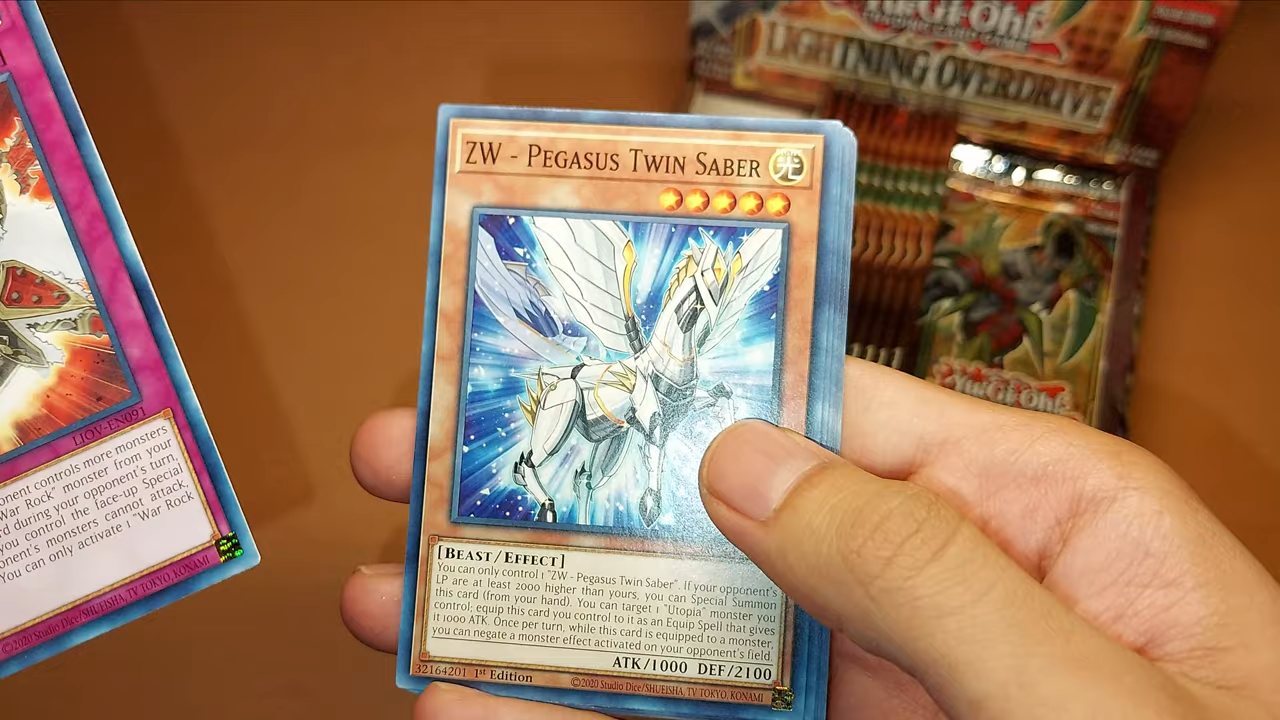 ZW - PEGASUS TWIN SABER 光
[BEAST/EFFECT]
You can only control 1 "ZW - Pegasus Twin Saber". If your opponent's
LP are at least 2000 higher than yours, you can Special Summon
this card (from your hand). You can target 1 "Utopia" monster you
control; equip this card you control to it as an Equip Spell that gives
it 1000 ATK. Once per turn, while this card is equipped to a monster,
you can negate a monster effect activated on your opponent's field.
ATK/1000 DEF/2100
32164201 1st Edition ©2020 Studio Dice/SHUEISHA, TV TOKYO, KONAMI
LIOV-EN091
controls more monsters
War Rock" monster from your
during your opponent's turn,
you control the face-up Special
monsters cannot attack.
You can only activate 1 "War Rock
©2020 Studio Dice/SHUEISHA, TV TOKYO, KONAMI
Yu-Gi-Oh!
TRADING CARD GAME
LIGHTNING OVERDRIVE
Yu-Gi-Oh!